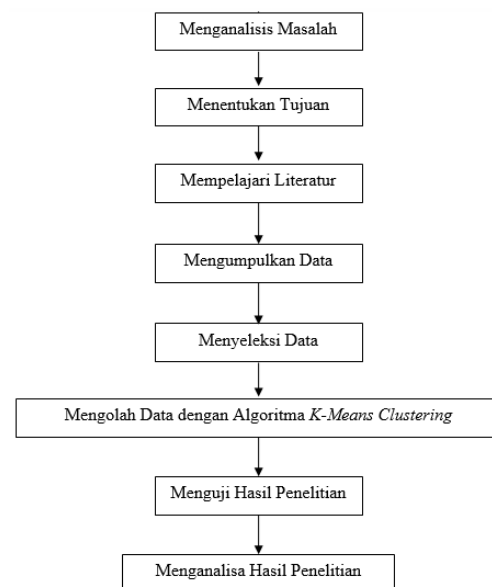 Menganalisis Masalah
Menentukan Tujuan
Mempelajari Literatur
Mengumpulkan Data
Menyeleksi Data
Mengolah Data dengan Algoritma K-Means Clustering
Menguji Hasil Penelitian
Menganalisa Hasil Penelitian